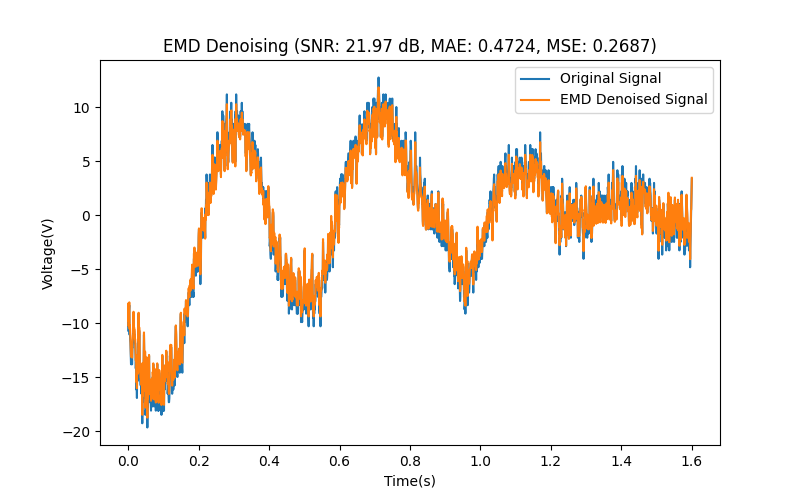 EMD Denoising (SNR: 21.97 dB, MAE: 0.4724, MSE: 0.2687)
Original Signal
EMD Denoised Signal
10
5
0
−5
−10
−15
−20
Voltage(V)
0.0 0.2 0.4 0.6 0.8 1.0 1.2 1.4 1.6
Time(s)